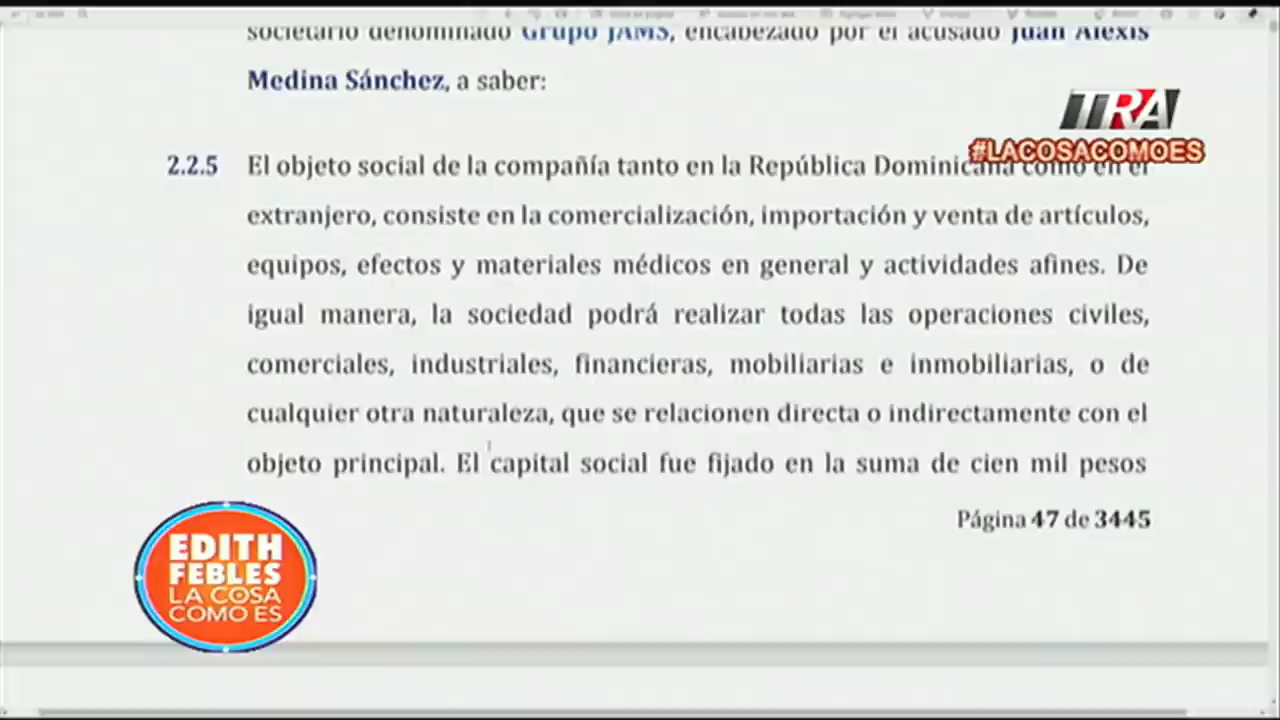 societario denominado Grupo JAMS, encabezado por el acusado Juan Alexis
Medina Sánchez, a saber:
TRA
#LACOSACOMOES
2.2.5 El objeto social de la compañía tanto en la República Dominicana como en el
extranjero, consiste en la comercialización, importación y venta de artículos,
equipos, efectos y materiales médicos en general y actividades afines. De
igual manera, la sociedad podrá realizar todas las operaciones civiles,
comerciales, industriales, financieras, mobiliarias e inmobiliarias, o de
cualquier otra naturaleza, que se relacionen directa o indirectamente con el
objeto principal. El capital social fue fijado en la suma de cien mil pesos
Página 47 de 3445
EDITH
FEBLES
LA COSA
COMO ES